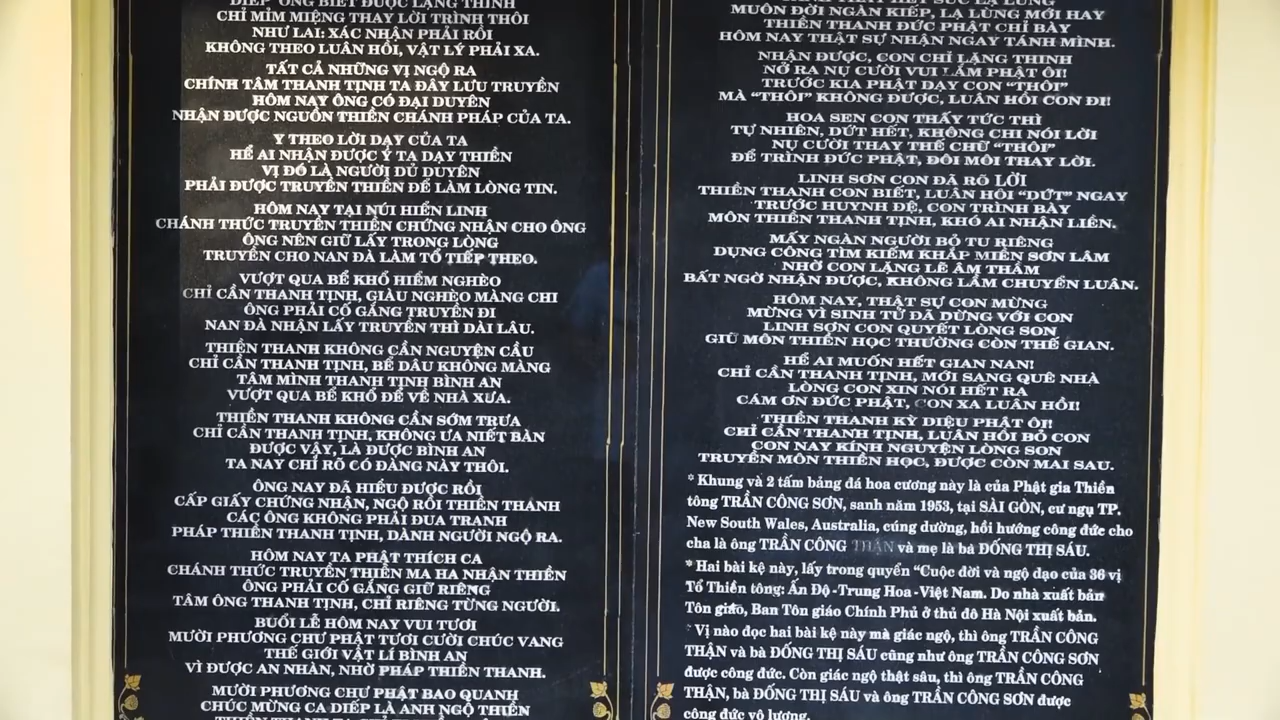 DIẾP ÔNG BIẾT ĐƯỢC LẶNG THINH
CHỈ MỈM MIỆNG THAY LỜI TRÌNH THÔI
NHƯ LAI: XÁC NHẬN PHẢI RỒI
KHÔNG THEO LUÂN HỒI, VẬT LÝ PHẢI XA.
TẤT CẢ NHỮNG VỊ NGỘ RA
CHÍNH TÂM THANH TỊNH TA ĐÂY LƯU TRUYỀN
HÔM NAY ÔNG CÓ ĐẠI DUYÊN
NHẬN ĐƯỢC NGUỒN THIỀN CHÁNH PHÁP CỦA TA.
Y THEO LỜI DẠY CỦA TA
HỄ AI NHẬN ĐƯỢC Ý TA DẠY THIỀN
VỊ ĐÓ LÀ NGƯỜI DỦ DUYÊN
PHẢI ĐƯỢC TRUYỀN THIỀN ĐỂ LÀM LÒNG TIN.
HÔM NAY TẠI NÚI HIỂN LINH
CHÁNH THỨC TRUYỀN THIỀN CHỨNG NHẬN CHO ÔNG
ÔNG NÊN GIỮ LẤY TRONG LÒNG
TRUYỀN CHO NAN ĐÀ LÀM TỔ TIẾP THEO.
VƯỢT QUA BỂ KHỔ HIỂM NGHÈO
CHỈ CẦN THANH TỊNH, GIÀU NGHÈO MÀNG CHI
ÔNG PHẢI CỐ GẮNG TRUYỀN ĐI
NAN ĐÀ NHẬN LẤY TRUYỀN THÌ DÀI LÂU.
THIỀN THANH KHÔNG CẦN NGUYỆN CẦU
CHỈ CẦN THANH TỊNH, BỂ DÂU KHÔNG MÀNG
TÂM MÌNH THANH TỊNH BÌNH AN
VƯỢT QUA BỂ KHỔ ĐỂ VỀ NHÀ XƯA.
THIỀN THANH KHÔNG CẦN SỚM TRƯA
CHỈ CẦN THANH TỊNH, KHÔNG ƯA NIẾT BÀN
ĐƯỢC VẬY, LÀ ĐƯỢC BÌNH AN
TA NAY CHỈ RÕ CÓ ĐÀNG NÀY THÔI.
ÔNG NAY ĐÃ HIỂU ĐƯỢC RỒI
CẤP GIẤY CHỨNG NHẬN, NGỘ RỒI THIỀN THANH
CÁC ÔNG KHÔNG PHẢI ĐUA TRANH
PHÁP THIỀN THANH TỊNH, DÀNH NGƯỜI NGỘ RA.
HÔM NAY TA PHẬT THÍCH CA
CHÁNH THỨC TRUYỀN THIỀN MA HA NHẬN THIỀN
ÔNG PHẢI CỐ GẮNG GIỮ RIÊNG
TÂM ÔNG THANH TỊNH, CHỈ RIÊNG TỪNG NGƯỜI.
BUỔI LỄ HÔM NAY VUI TƯƠI
MƯỜI PHƯƠNG CHƯ PHẬT TƯƠI CƯỜI CHÚC VANG
THẾ GIỚI VẬT LÍ BÌNH AN
VÌ ĐƯỢC AN NHÀN, NHỜ PHÁP THIỀN THANH.
MƯỜI PHƯƠNG CHƯ PHẬT BAO QUANH
CHÚC MỪNG CA DIẾP LÀ ANH NGỘ THIỀN
MUÔN ĐỜI NGÀN KIẾP, LẠ LÙNG MỚI HAY
THIỀN THANH ĐỨC PHẬT CHỈ BÀY
HÔM NAY THẬT SỰ NHẬN NGAY TÁNH MÌNH.
NHẬN ĐƯỢC, CON CHỈ LẶNG THINH
NỞ RA NỤ CƯỜI VUI LẮM PHẬT ÔI!
TRƯỚC KIA PHẬT DẠY CON “THÔI”
MÀ “THÔI” KHÔNG ĐƯỢC, LUÂN HỒI CON ĐI!
HOA SEN CON THẤY TỨC THÌ
TỰ NHIÊN, DỨT HẾT, KHÔNG CHI NÓI LỜI
NỤ CƯỜI THAY THẾ CHỮ “THÔI”
ĐỂ TRÌNH ĐỨC PHẬT, ĐÔI MÔI THAY LỜI.
LINH SƠN CON ĐÃ RÕ LỜI
THIỀN THANH CON BIẾT, LUÂN HỒI “DỨT” NGAY
TRƯỚC HUYNH ĐỆ, CON TRÌNH BÀY
MÔN THIỀN THANH TỊNH, KHÓ AI NHẬN LIỀN.
MẤY NGÀN NGƯỜI BỎ TU RIÊNG
DỤNG CÔNG TÌM KIẾM KHẮP MIỀN SƠN LÂM
NHỜ CON LẶNG LẼ ÂM THẦM
BẤT NGỜ NHẬN ĐƯỢC, KHÔNG LẦM CHUYỂN LUÂN.
HÔM NAY, THẬT SỰ CON MỪNG
MỪNG VÌ SINH TỬ ĐÃ DỪNG VỚI CON
LINH SƠN CON QUYẾT LÒNG SON
GIỮ MÔN THIỀN HỌC THƯỜNG CÒN THẾ GIAN.
HỄ AI MUỐN HẾT GIAN NAN!
CHỈ CẦN THANH TỊNH, MỚI SANG QUÊ NHÀ
LÒNG CON XIN NÓI HẾT RA
CÁM ƠN ĐỨC PHẬT, CON XA LUÂN HỒI!
THIỀN THANH KỲ DIỆU PHẬT ÔI!
CHỈ CẦN THANH TỊNH, LUÂN HỒI BỎ CON
CON NAY KÍNH NGUYỆN LÒNG SON
TRUYỀN MÔN THIỀN HỌC, ĐƯỢC CÒN MAI SAU.
* Khung và 2 tấm bảng đá hoa cương này là của Phật gia Thiền
tông TRẦN CÔNG SƠN, sanh năm 1953, tại SÀI GÒN, cư ngụ TP.
New South Wales, Australia, cúng dường, hồi hướng công đức cho
cha là ông TRẦN CÔNG THẬN và mẹ là bà ĐỐNG THỊ SÁU.
* Hai bài kệ này, lấy trong quyển “Cuộc đời và ngộ đạo của 36 vị
Tổ Thiền tông: Ấn Độ-Trung Hoa-Việt Nam. Do nhà xuất bản
Tôn giáo, Ban Tôn giáo Chính Phủ ở thủ đô Hà Nội xuất bản.
* Vị nào đọc hai bài kệ này mà giác ngộ, thì ông TRẦN CÔNG
THẬN và bà ĐỐNG THỊ SÁU cũng như ông TRẦN CÔNG SƠN
được công đức. Còn giác ngộ thật sâu, thì ông TRẦN CÔNG
THẬN, bà ĐỐNG THỊ SÁU và ông TRẦN CÔNG SƠN được
công đức vô lượng.